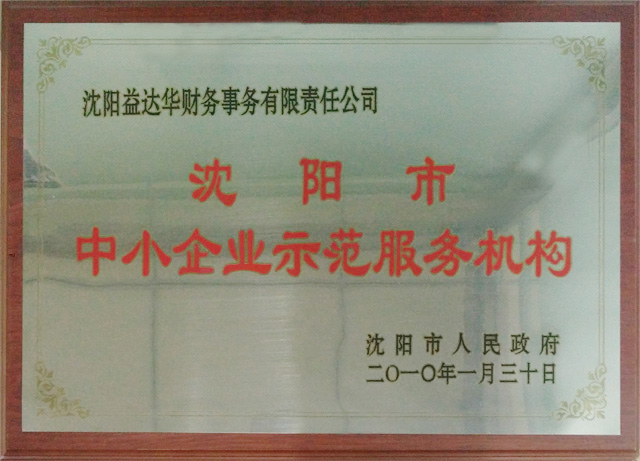 沈阳益达华财务事务有限责任公司
沈阳市
中小企业示范服务机构
沈阳市人民政府
二〇一〇年一月三十日